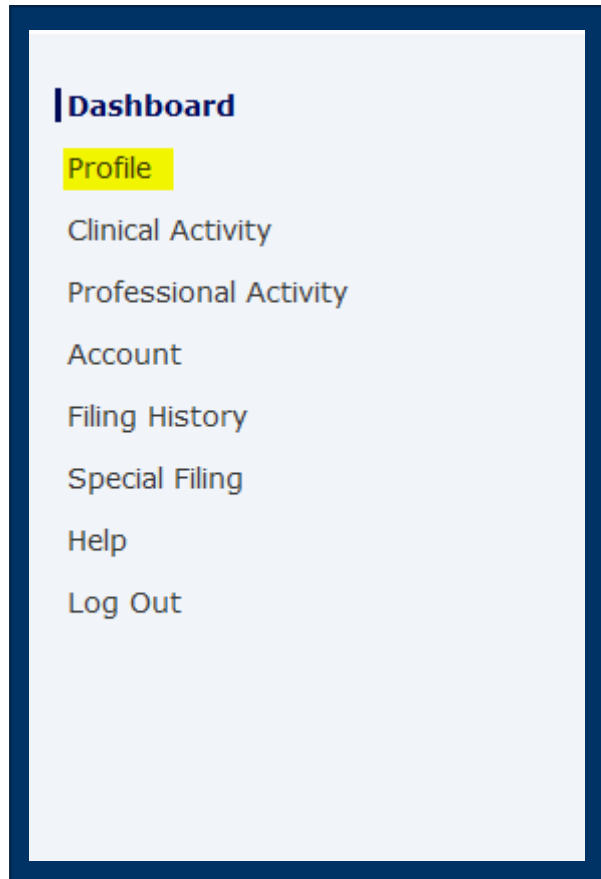 Dashboard
Profile
Clinical Activity
Professional Activity
Account
Filing History
Special Filing
Help
Log Out